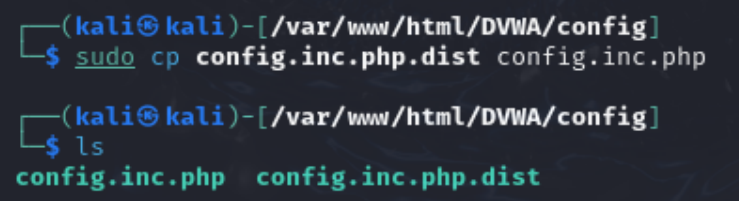 ┌──(kali㉿kali)-[/var/www/html/DVWA/config]
└─$ sudo cp config.inc.php.dist config.inc.php
┌──(kali㉿kali)-[/var/www/html/DVWA/config]
└─$ ls
config.inc.php  config.inc.php.dist